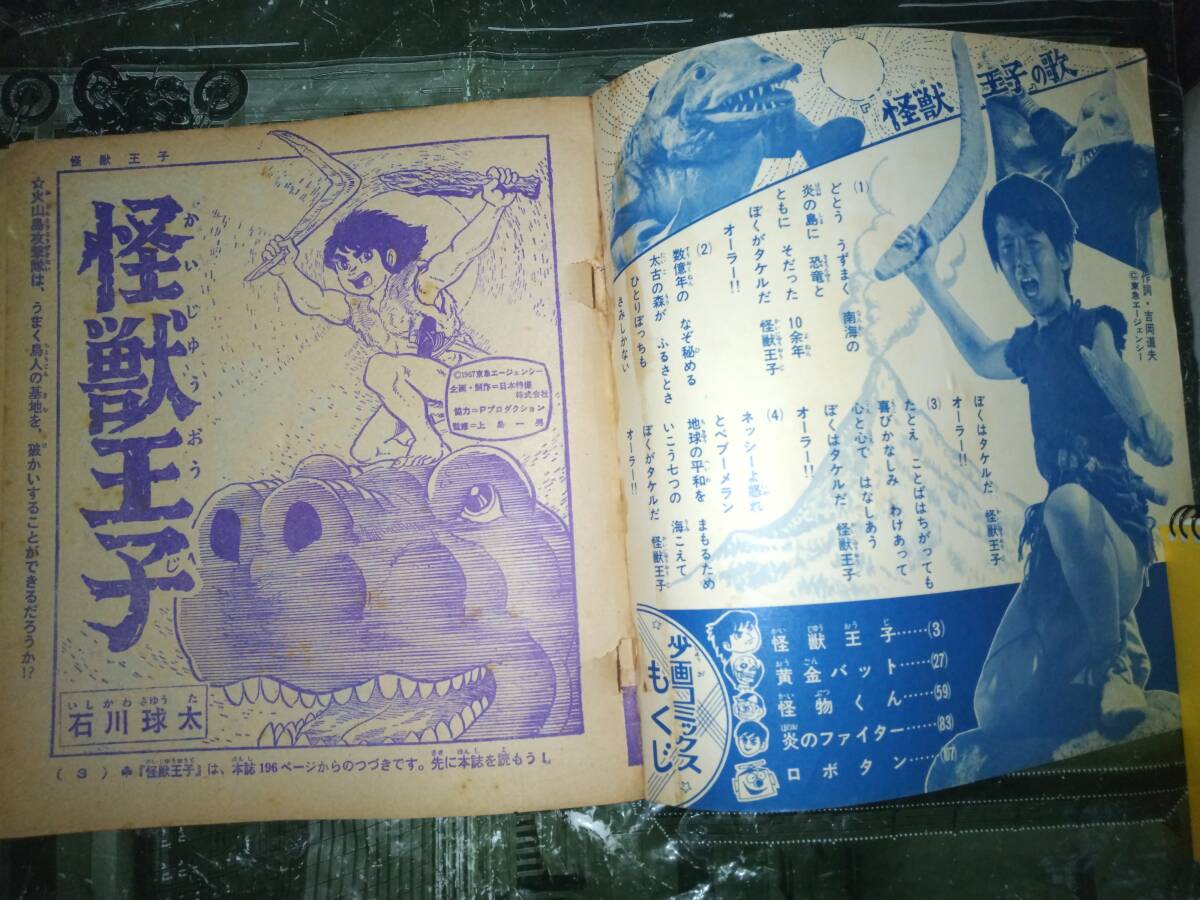 怪獣王子の歌
作詞・吉岡道夫
©東急エージェンシー
(1)
どとう うずまく 南海の
炎の島に 恐竜と
ともに そだった 10余年
ぼくがタケルだ 怪獣王子
オーラー!!
(2)
数億年の なぞ秘める
太古の森が ふるさとさ
ひとりぼっちも さみしかない
ぼくはタケルだ 怪獣王子
オーラー!!
(3)
たとえ ことばはちがっても
喜びかなしみ わけあって
心と心で はなしあう
ぼくはタケルだ 怪獣王子
オーラー!!
(4)
ネッシーよ怒れ
とべブーメラン
地球の平和を まもるため
いこう七つの 海こえて
ぼくがタケルだ 怪獣王子
オーラー!!
少画コミックス
もくじ
怪獣王子……(3)
黄金バット……(27)
怪物くん……(59)
炎のファイター……(83)
ロボタン……(107)
怪獣王子
怪獣王子
かいじゅうおうじ
©1967東急エージェンシー
企画・制作=日本特撮
株式会社
協力=Pプロダクション
監修=上島一男
石川球太
いしかわきゅうた
☆火山島攻撃隊は、うまく鳥人の基地を、破かいすることができるだろうか!?
(3) 『怪獣王子』は、本誌196ページからのつづきです。先に本誌を読もう!